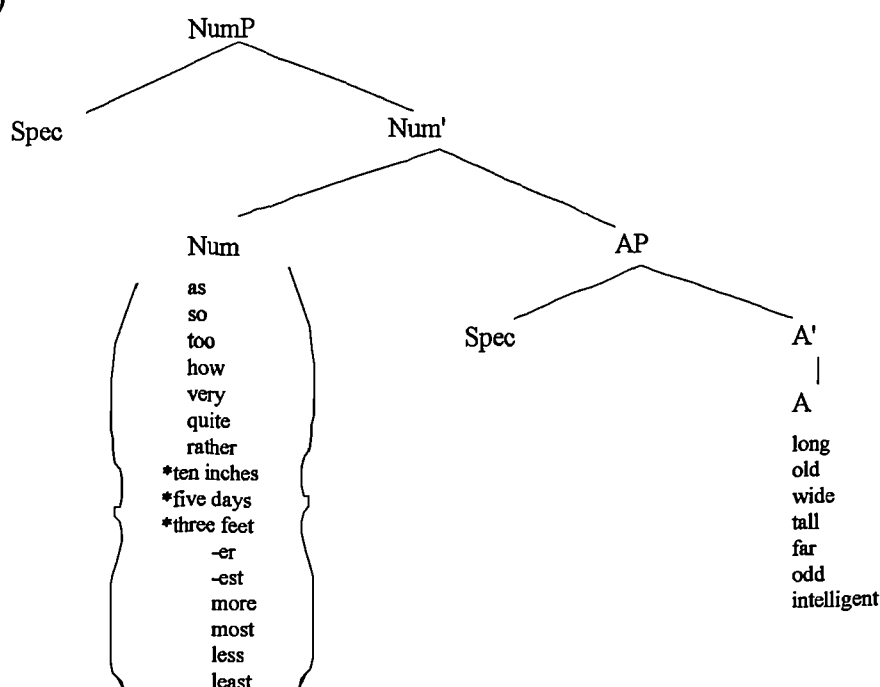 )
NumP
Spec
Num'
Num
AP
as
so
too
how
very
quite
rather
*ten inches
*five days
*three feet
-er
-est
more
most
less
least
Spec
A'
A
long
old
wide
tall
far
odd
intelligent